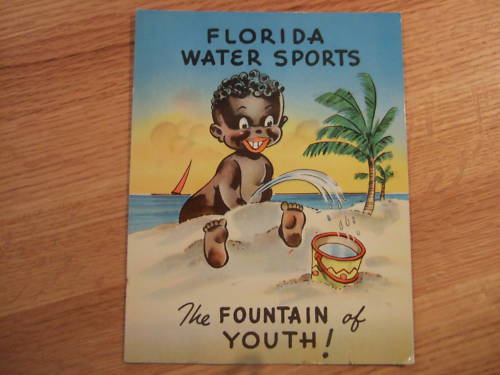 FLORIDA
WATER SPORTS
The FOUNTAIN of
YOUTH!